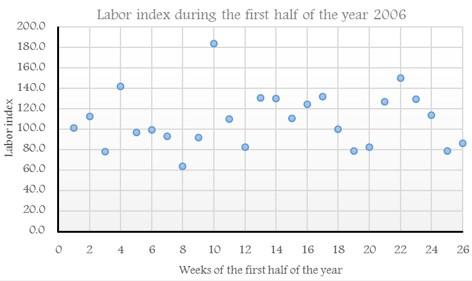 Labor index during the first half of the year 2006
200.0
180.0
160.0
140.0
120.0
100.0
80.0
60.0
40.0
20.0
0.0
Labor index
0 2 4 6 8 10 12 14 16 18 20 22 24 26
Weeks of the first half of the year